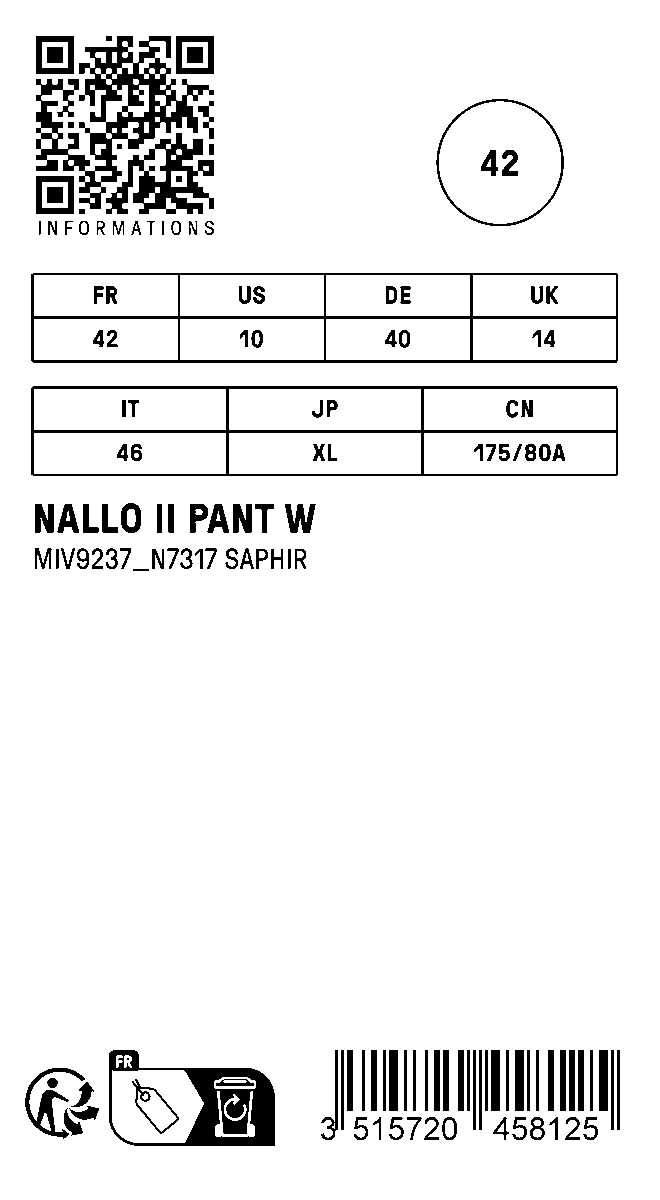 INFORMATIONS
42
FR US DE UK
42 10 40 14
IT JP CN
46 XL 175/80A
NALLO II PANT W
MIV9237_N7317 SAPHIR
FR
3 515720 458125